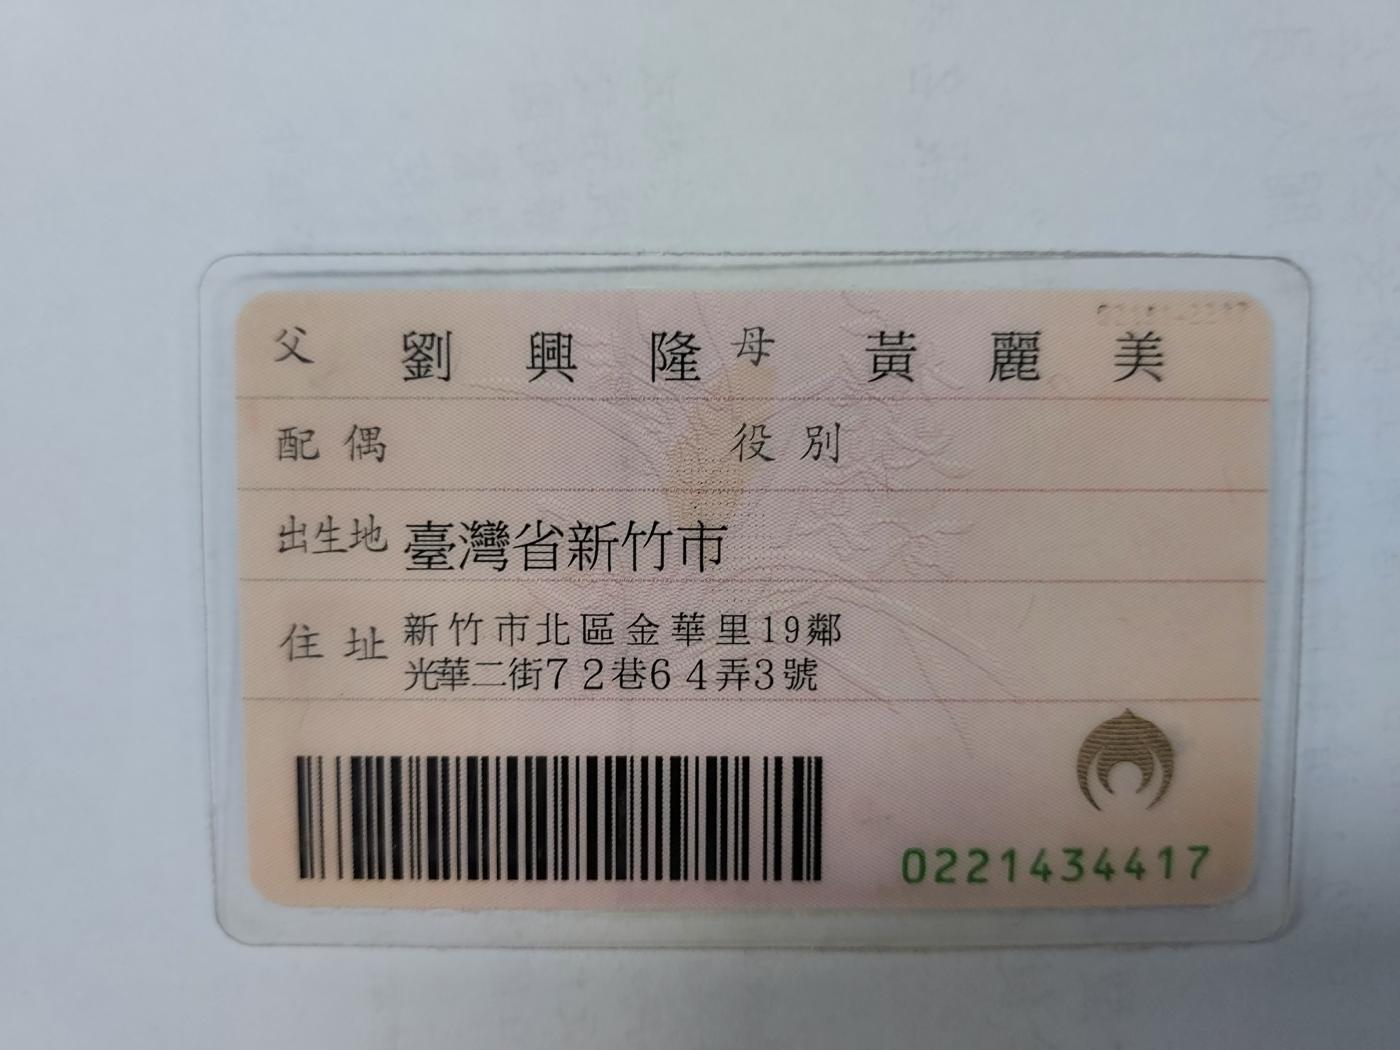 父 劉興隆 母 黃麗美
配偶 役別
出生地 臺灣省新竹市
住址 新竹市北區金華里19鄰
光華二街72巷64弄3號
0221434417